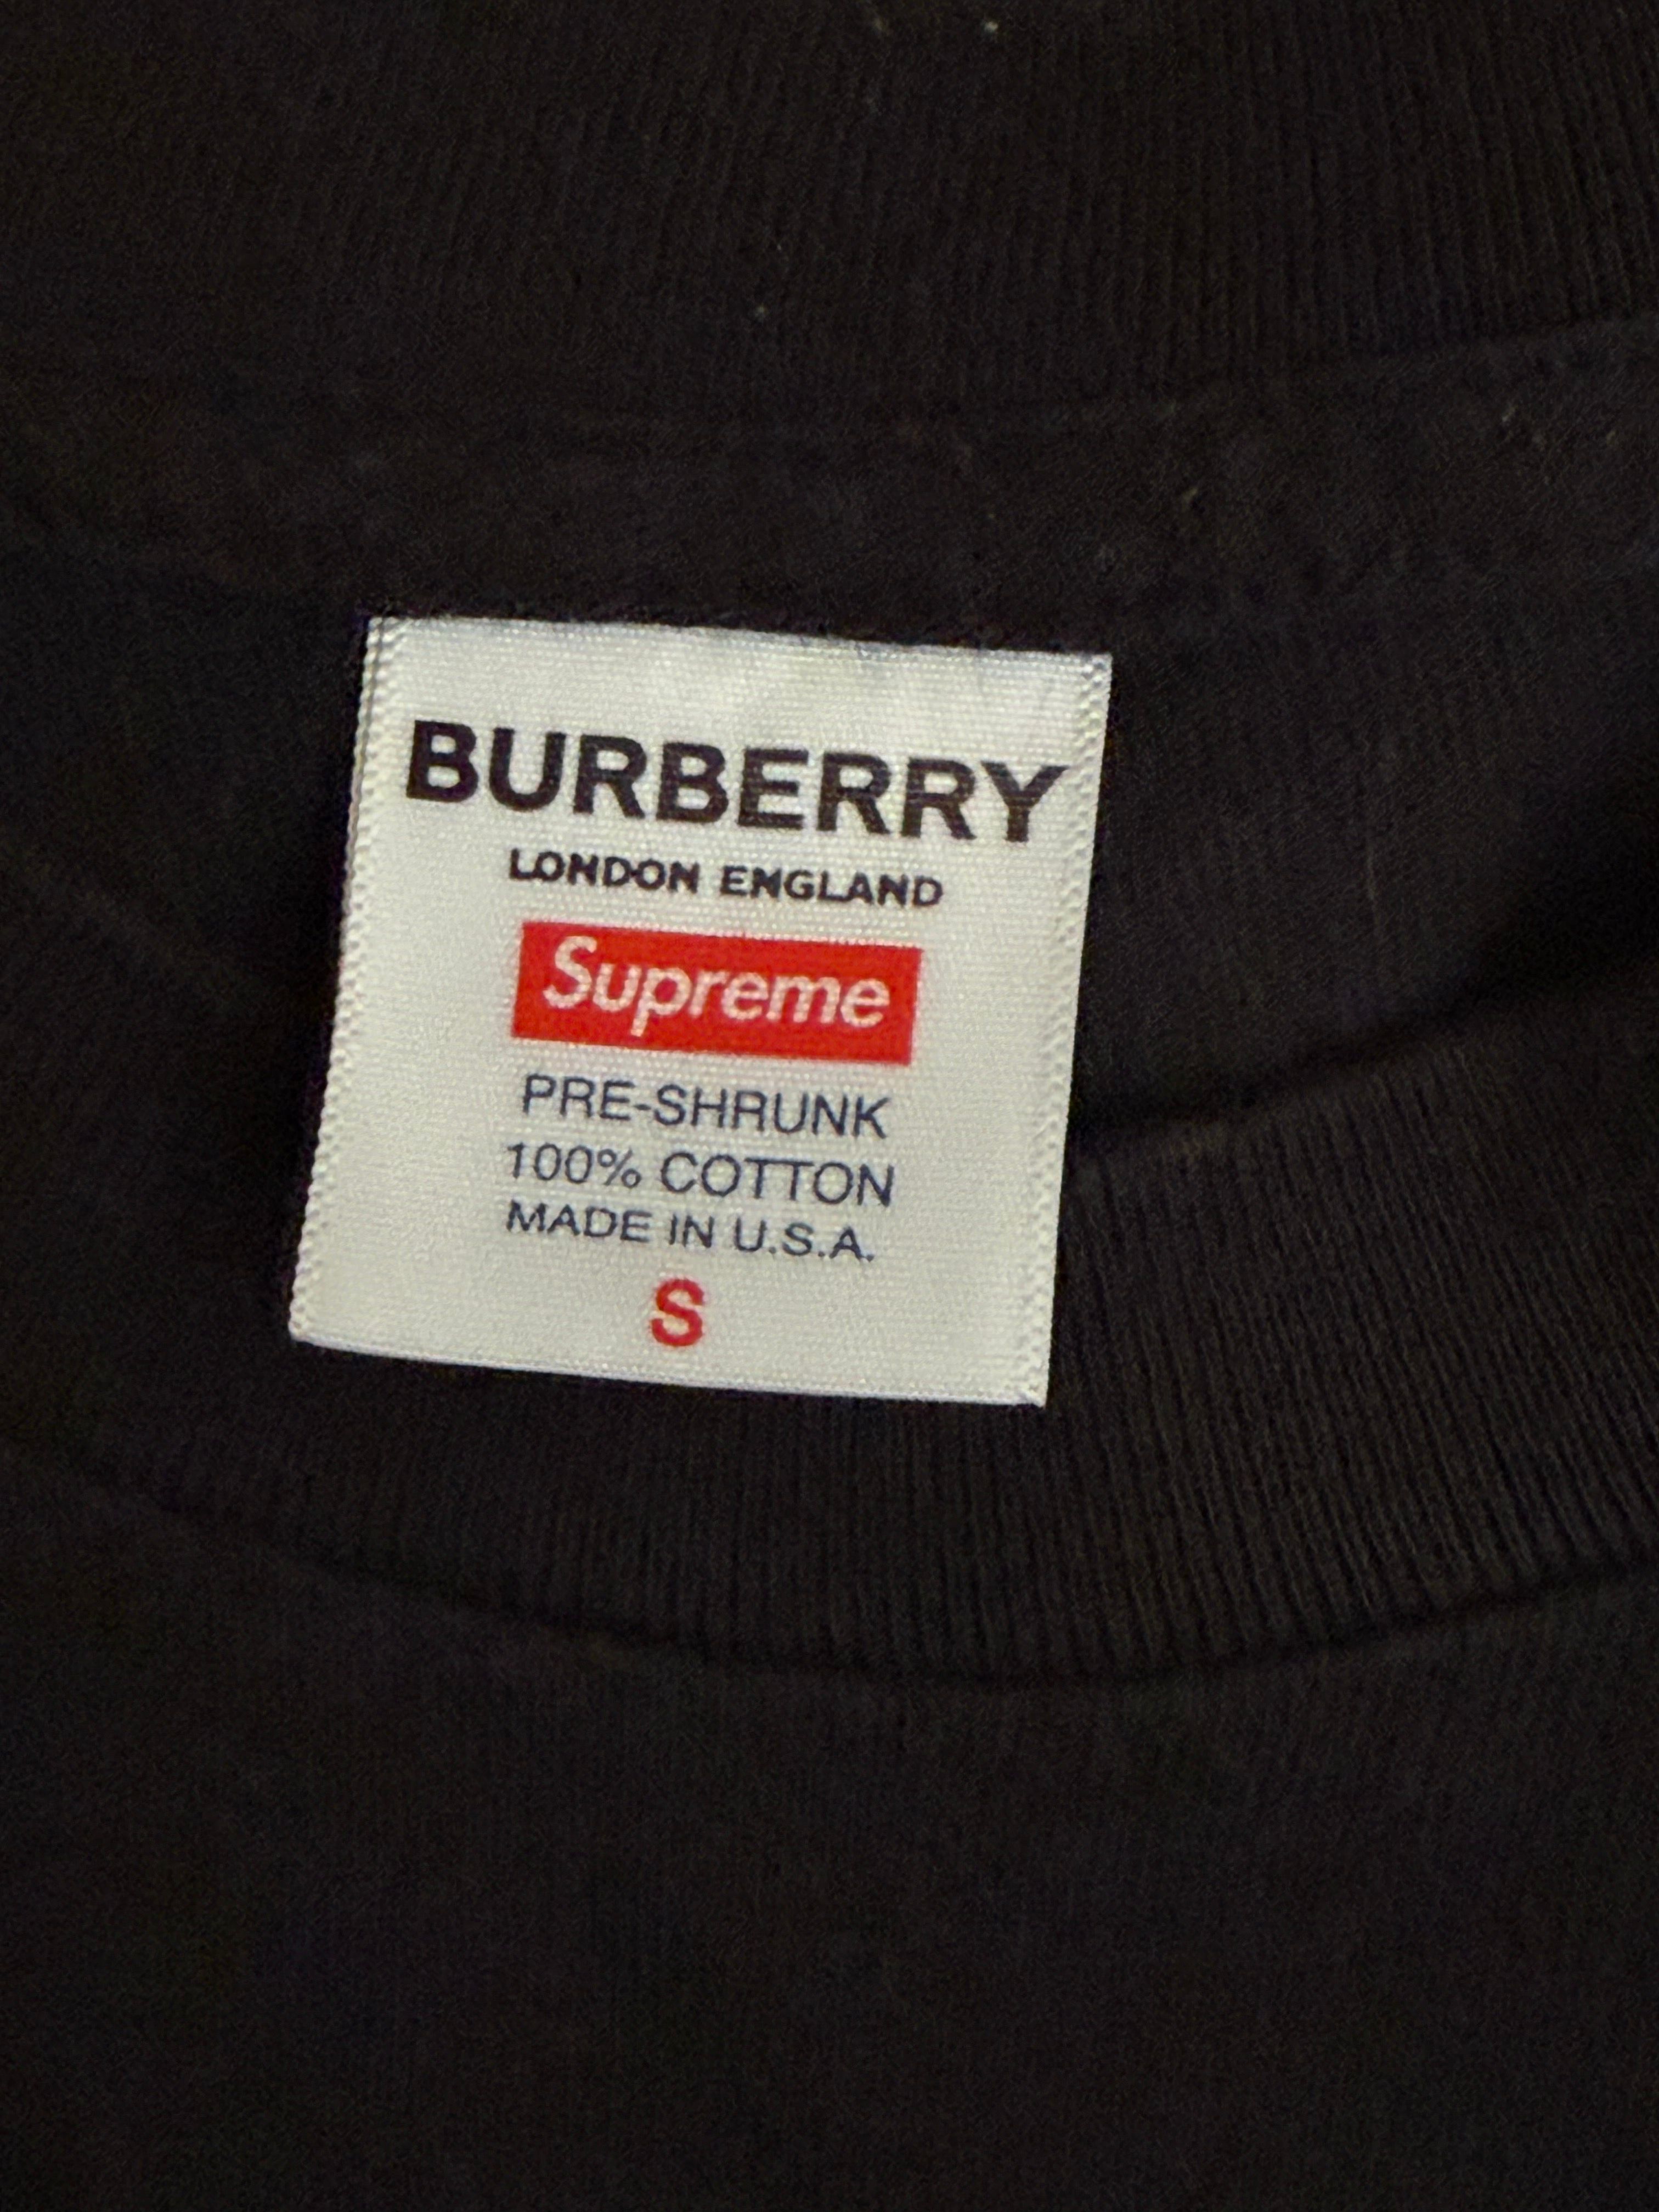 BURBERRY
LONDON ENGLAND
Supreme
PRE-SHRUNK
100% COTTON
MADE IN U.S.A.
S